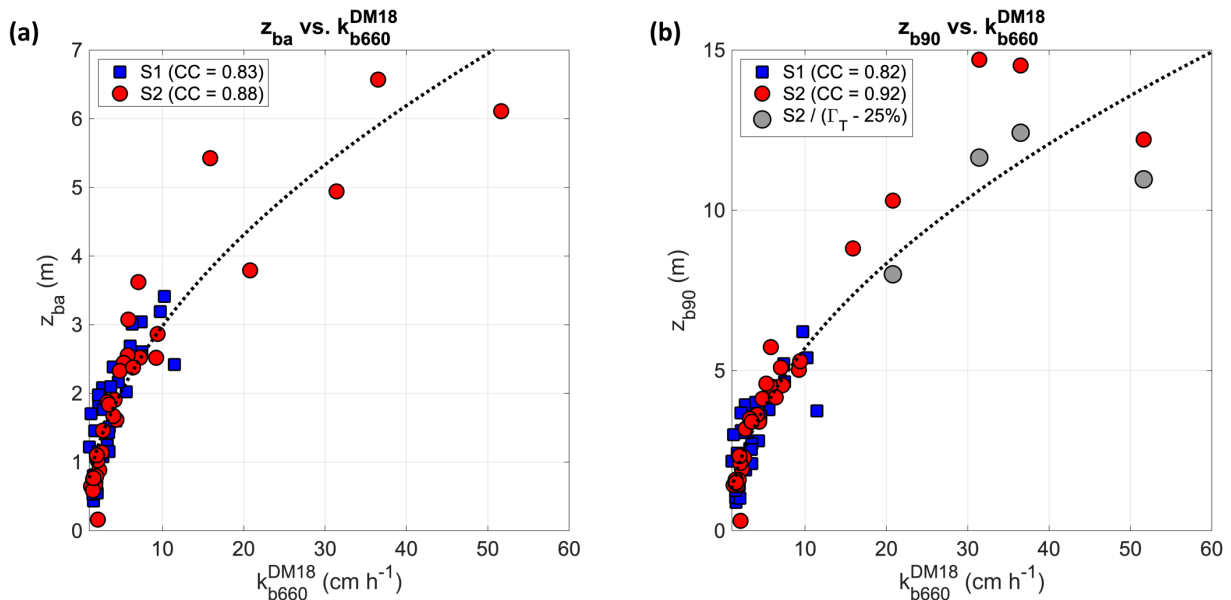 (a)
z_ba vs. k_b660^DM18
7
6
5
4
3
2
1
0
z_ba (m)
S1 (CC = 0.83)
S2 (CC = 0.88)
10 20 30 40 50 60
k_b660^DM18 (cm h^-1)
(b)
z_b90 vs. k_b660^DM18
15
10
5
0
z_b90 (m)
S1 (CC = 0.82)
S2 (CC = 0.92)
S2 / (Γ_T - 25%)
10 20 30 40 50 60
k_b660^DM18 (cm h^-1)